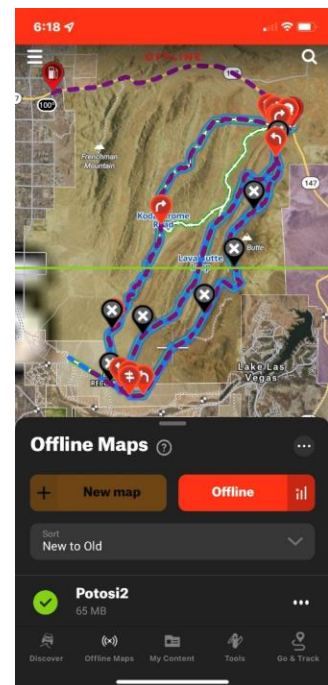 6:18
OFFLINE
100°
Frenchman
Mountain
147
Kodachrome
Road
Lava Butte
Butte
Lake Las
Vegas
Offline Maps
New map
Offline
Sort
New to Old
Potosi2
65 MB
Discover
Offline Maps
My Content
Tools
Go & Track